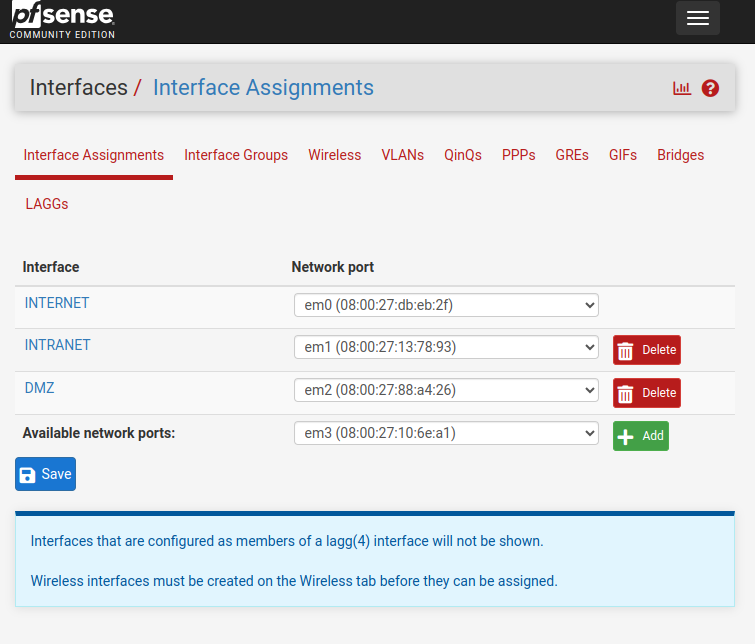 pfsense
COMMUNITY EDITION
Interfaces / Interface Assignments
Interface Assignments Interface Groups Wireless VLANs QinQs PPPs GREs GIFs Bridges
LAGGs
Interface Network port
INTERNET em0 (08:00:27:db:eb:2f)
INTRANET em1 (08:00:27:13:78:93) Delete
DMZ em2 (08:00:27:88:a4:26) Delete
Available network ports: em3 (08:00:27:10:6e:a1) Add
Save
Interfaces that are configured as members of a lagg(4) interface will not be shown.
Wireless interfaces must be created on the Wireless tab before they can be assigned.